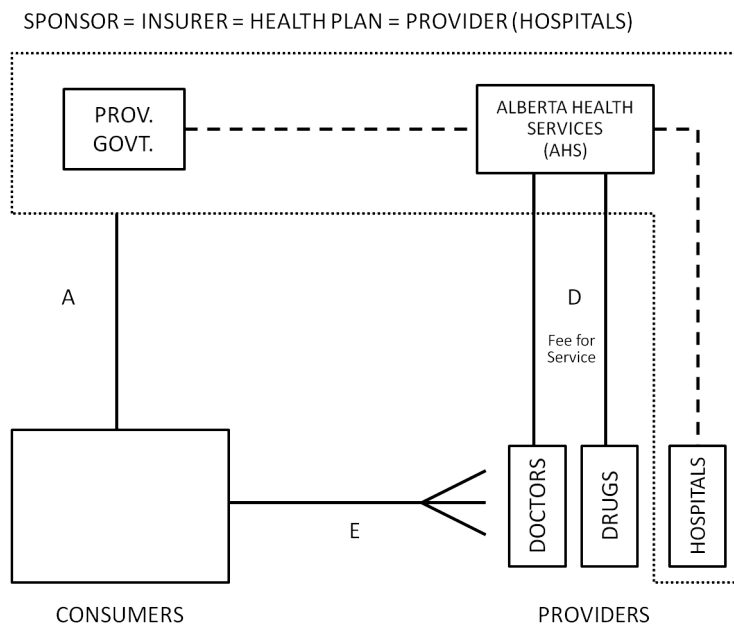 SPONSOR = INSURER = HEALTH PLAN = PROVIDER (HOSPITALS)
PROV.
GOVT.
ALBERTA HEALTH
SERVICES
(AHS)
A
D
Fee for
Service
E
DOCTORS
DRUGS
HOSPITALS
CONSUMERS
PROVIDERS